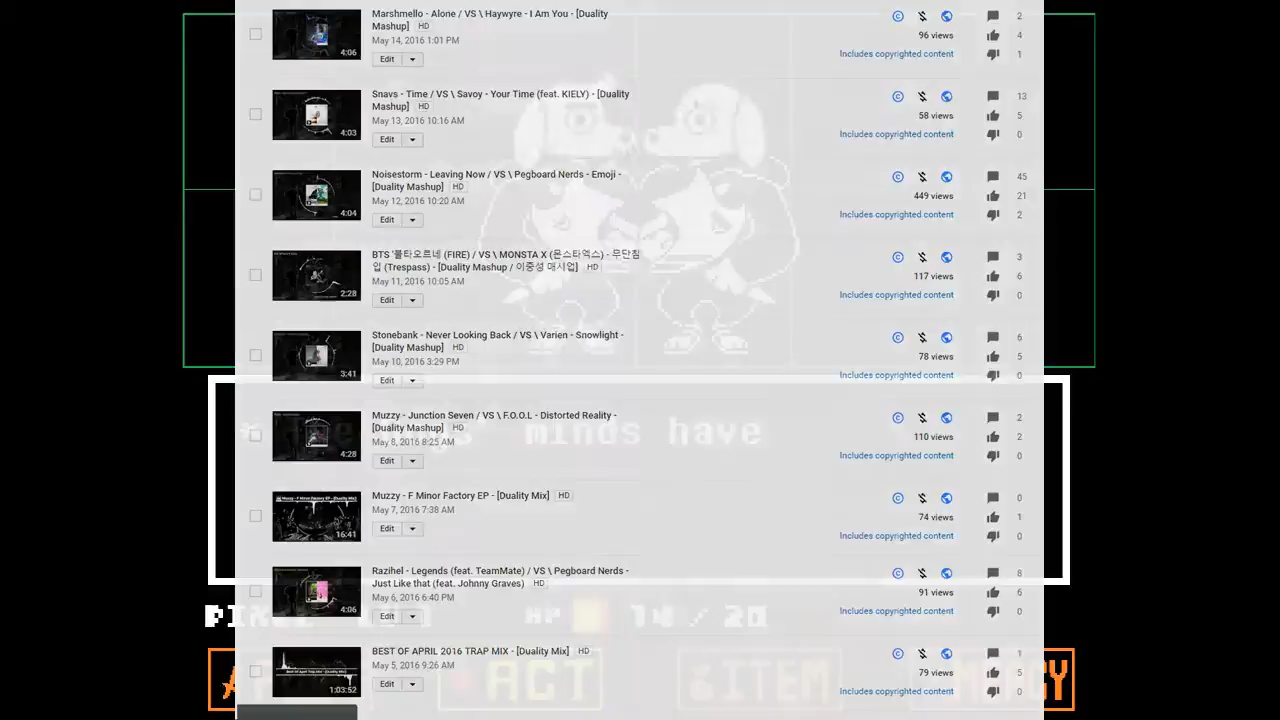 Marshmello - Alone / VS \ Haywyre - I Am You - [Duality
Mashup] HD
May 14, 2016 1:01 PM
Edit
4:06
96 views
Includes copyrighted content
2
4
Snavs - Time / VS \ Savoy - Your Time (feat. KIELY) - [Duality
Mashup] HD
May 13, 2016 10:16 AM
Edit
4:03
58 views
Includes copyrighted content
13
5
0
Noisestorm - Leaving Now / VS \ Pegboard Nerds - Emoji -
[Duality Mashup] HD
May 12, 2016 10:20 AM
Edit
4:04
449 views
Includes copyrighted content
45
21
2
BTS '불타오르네 (FIRE) / VS \ MONSTA X (몬스타엑스) - 무단침
입 (Trespass) - [Duality Mashup / 이중성 매시업] HD
May 11, 2016 10:05 AM
Edit
2:28
117 views
Includes copyrighted content
3
6
0
Stonebank - Never Looking Back / VS \ Varien - Snowlight -
[Duality Mashup] HD
May 10, 2016 3:29 PM
Edit
3:41
78 views
Includes copyrighted content
6
5
0
Muzzy - Junction Seven / VS \ F.O.O.L - Distorted Reality -
[Duality Mashup] HD
May 8, 2016 8:25 AM
Edit
4:28
110 views
Includes copyrighted content
2
2
0
minds hav
Muzzy - F Minor Factory EP - [Duality Mix] HD
May 7, 2016 7:38 AM
Edit
Muzzy - F Minor Factory EP - [Duality Mix]
16:41
74 views
Includes copyrighted content
1
0
Razihel - Legends (feat. TeamMate) / VS \ Pegboard Nerds -
Just Like that (feat. Johnny Graves) HD
May 6, 2016 6:40 PM
Edit
4:06
91 views
Includes copyrighted content
8
6
0
HP 14 / 20
BEST OF APRIL 2016 TRAP MIX - [Duality Mix] HD
May 5, 2016 9:26 AM
Edit
1:03:52
79 views
Includes copyrighted content
1
0